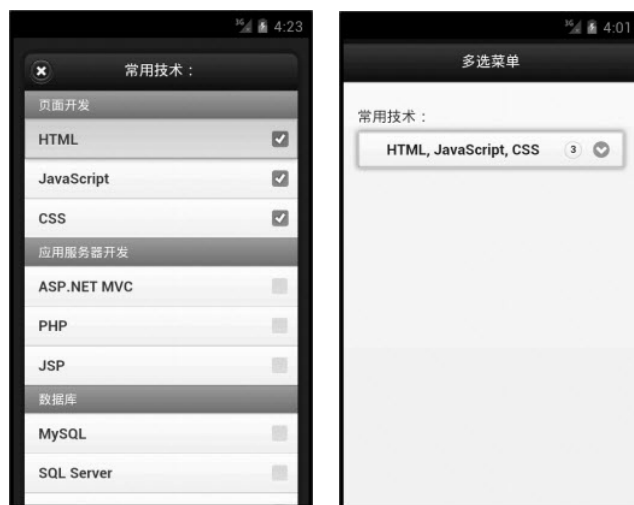 3G 4:23
常用技术：
页面开发
HTML
JavaScript
CSS
应用服务器开发
ASP.NET MVC
PHP
JSP
数据库
MySQL
SQL Server
3G 4:01
多选菜单
常用技术：
HTML, JavaScript, CSS 3